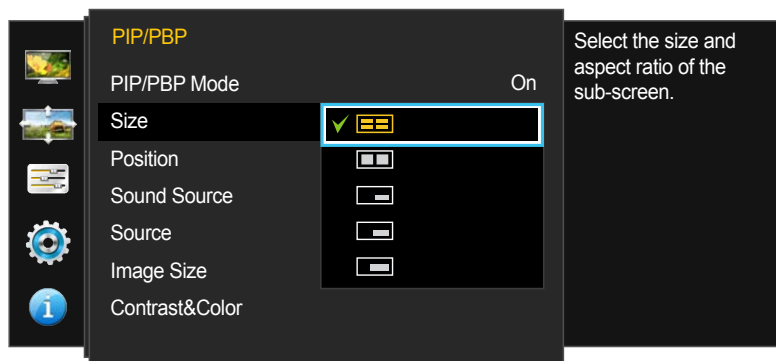 PIP/PBP
PIP/PBP Mode On
Size
Position
Sound Source
Source
Image Size
Contrast&Color
Select the size and
aspect ratio of the
sub-screen.